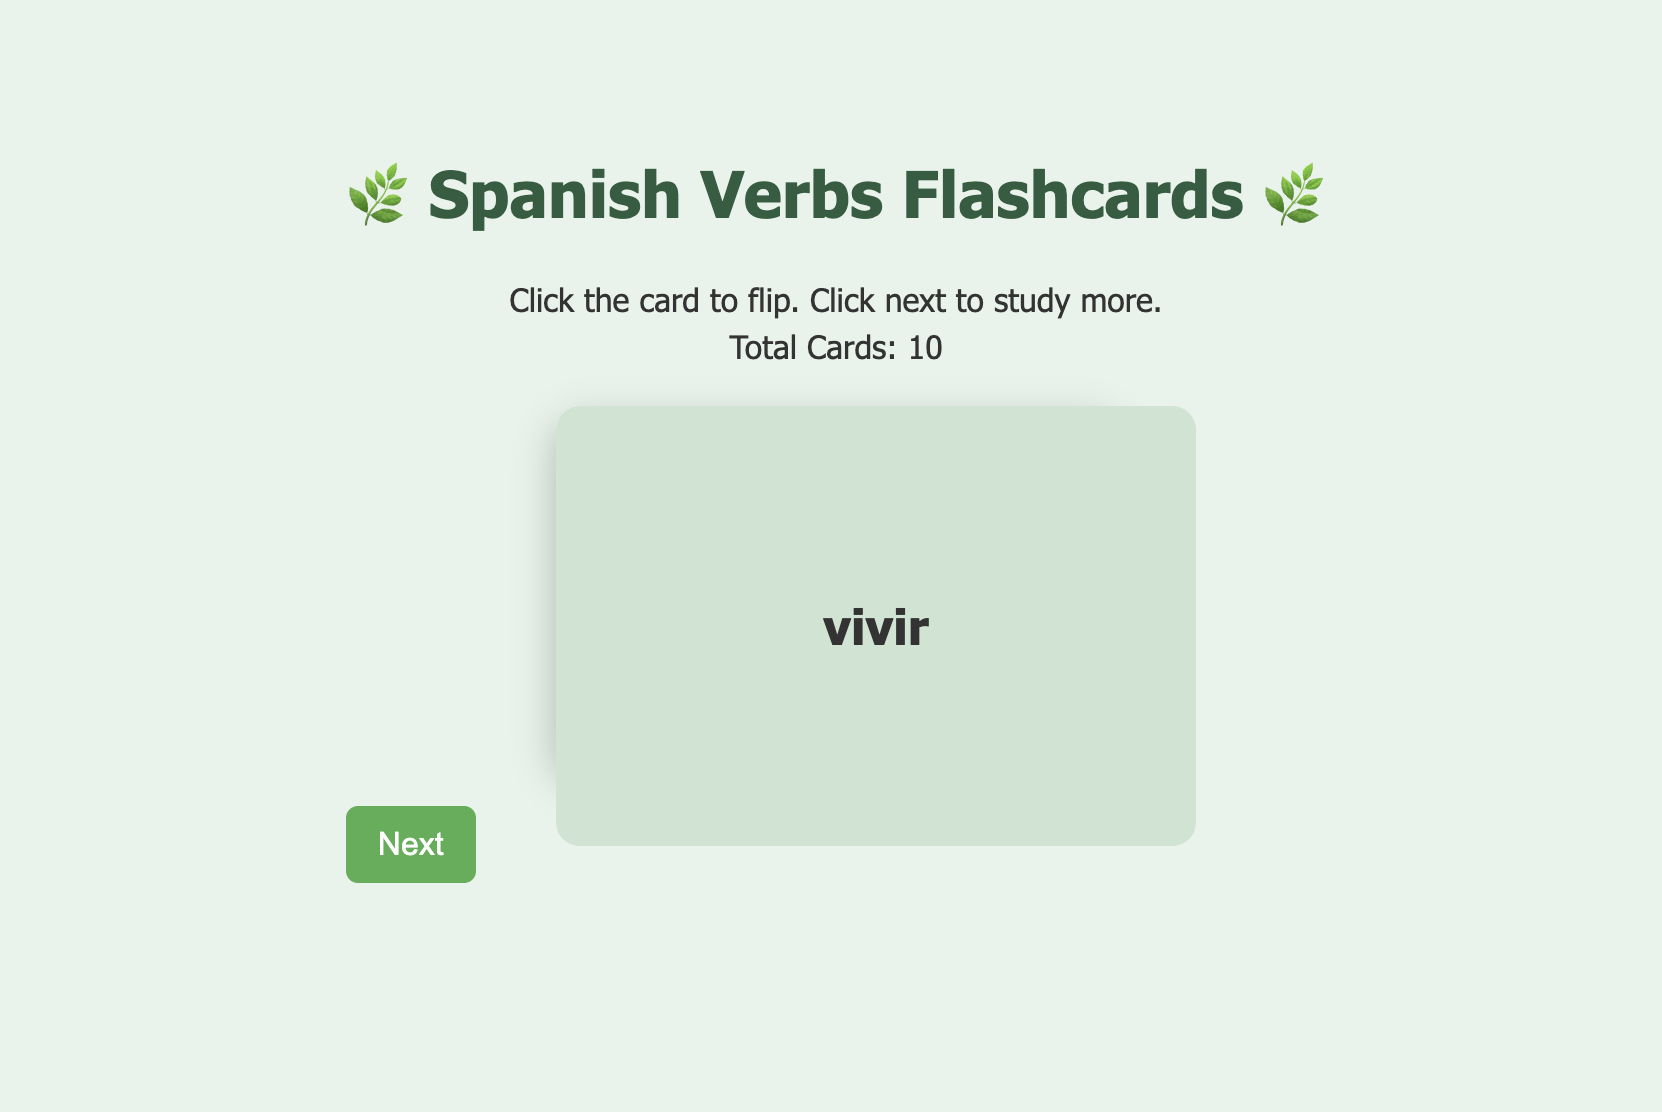 🌿 Spanish Verbs Flashcards 🌿
Click the card to flip. Click next to study more.
Total Cards: 10
vivir
Next